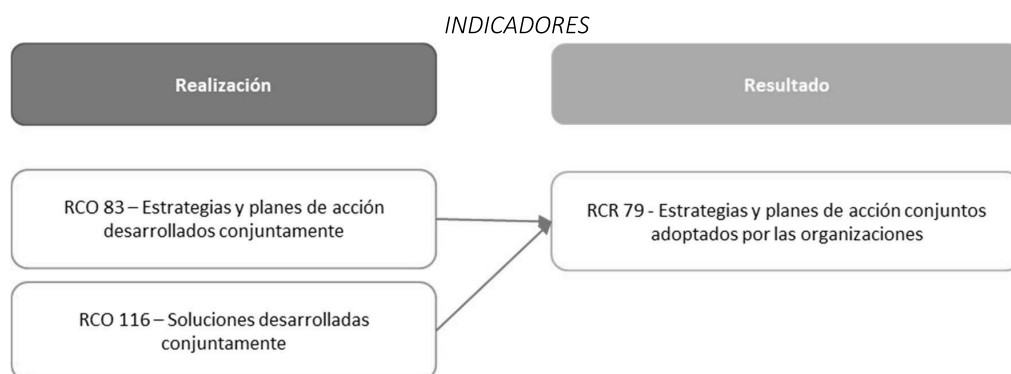 INDICADORES
Realización
Resultado
RCO 83 – Estrategias y planes de acción
desarrollados conjuntamente
RCR 79 - Estrategias y planes de acción conjuntos
adoptados por las organizaciones
RCO 116 – Soluciones desarrolladas
conjuntamente